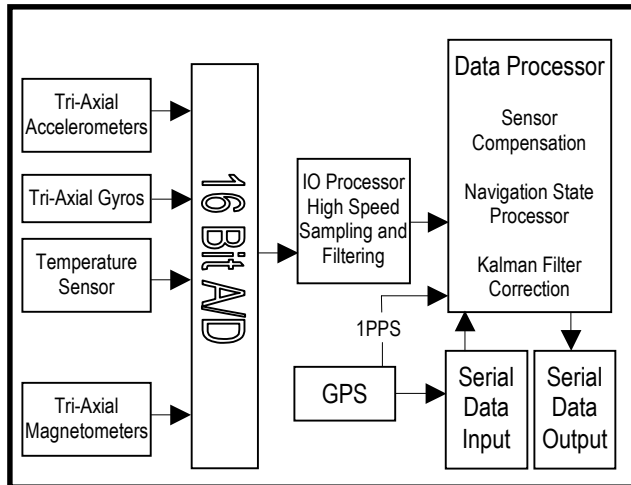 Tri-Axial
Accelerometers
Tri-Axial Gyros
Temperature
Sensor
Tri-Axial
Magnetometers
16 Bit A/D
IO Processor
High Speed
Sampling and
Filtering
Data Processor
Sensor
Compensation
Navigation State
Processor
Kalman Filter
Correction
1PPS
GPS
Serial
Data
Input
Serial
Data
Output